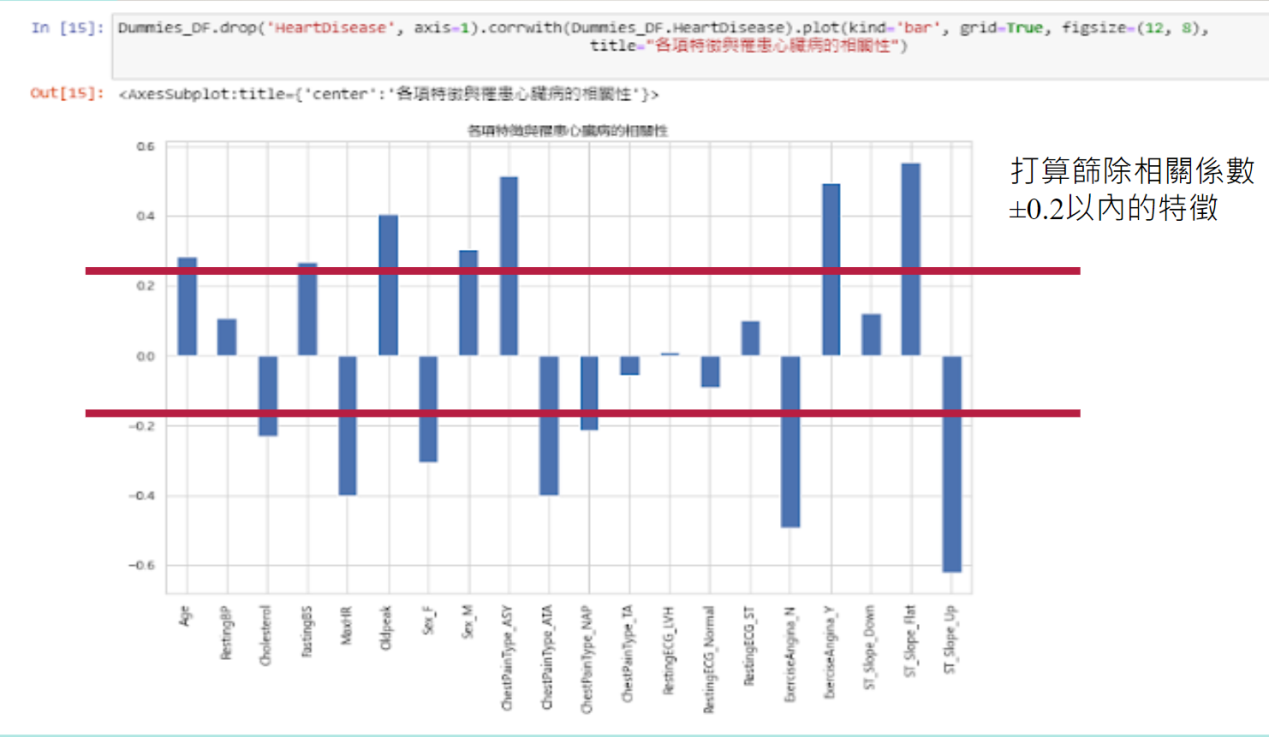 In [15]: Dummies_DF.drop('HeartDisease', axis=1).corrwith(Dummies_DF.HeartDisease).plot(kind='bar', grid=True, figsize=(12, 8),
title="各項特徵與罹患心臟病的相關性")
Out[15]: <AxesSubplot:title={'center':'各項特徵與罹患心臟病的相關性'}>
各項特徵與罹患心臟病的相關性
打算篩除相關係數
±0.2以內的特徵
0.6
0.4
0.2
0.0
−0.2
−0.4
−0.6
Age
RestingBP
Cholesterol
FastingBS
MaxHR
Oldpeak
Sex_F
Sex_M
ChestPainType_ASY
ChestPainType_ATA
ChestPainType_NAP
ChestPainType_TA
RestingECG_LVH
RestingECG_Normal
RestingECG_ST
ExerciseAngina_N
ExerciseAngina_Y
ST_Slope_Down
ST_Slope_Flat
ST_Slope_Up